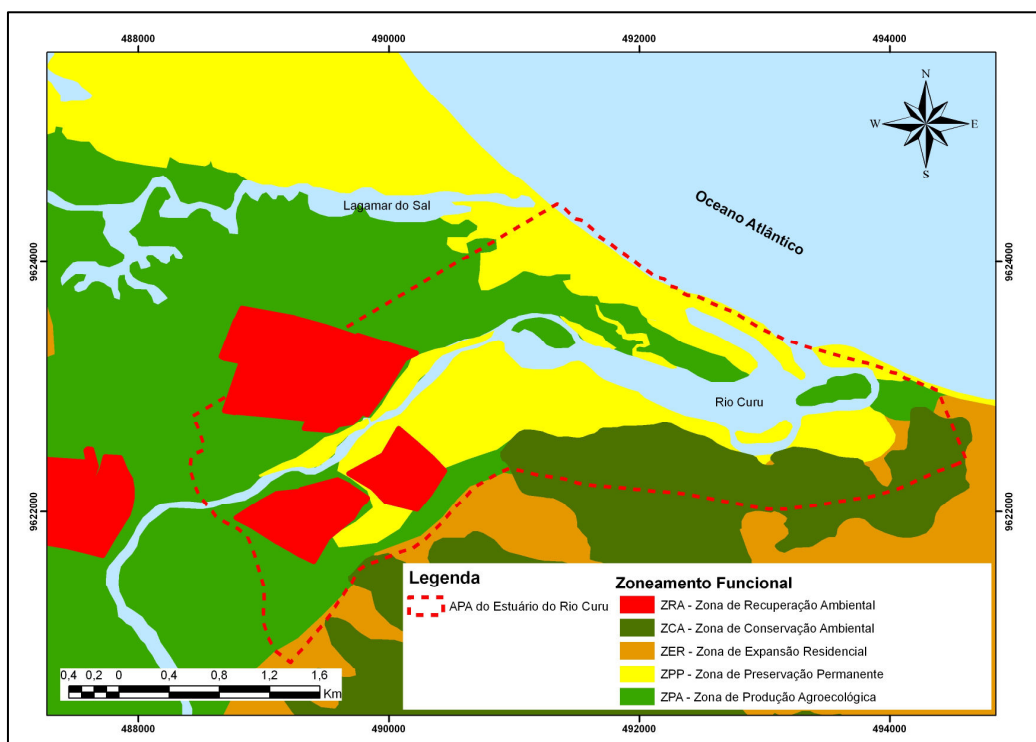 488000 490000 492000 494000
N
W E
S
Oceano Atlântico
Lagamar do Sal
9624000 9624000
Rio Curu
9622000 9622000
Legenda
APA do Estuário do Rio Curu
Zoneamento Funcional
ZRA - Zona de Recuperação Ambiental
ZCA - Zona de Conservação Ambiental
ZER - Zona de Expansão Residencial
ZPP - Zona de Preservação Permanente
ZPA - Zona de Produção Agroecológica
0,4 0,2 0 0,4 0,8 1,2 1,6
Km
488000 490000 492000 494000